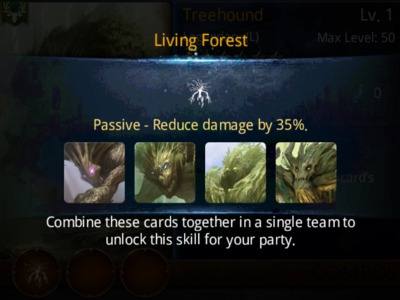 Treehound
Lv. 1
Living Forest
Max Level: 50
0
Passive - Reduce damage by 35%.
Combine these cards together in a single team to
unlock this skill for your party.